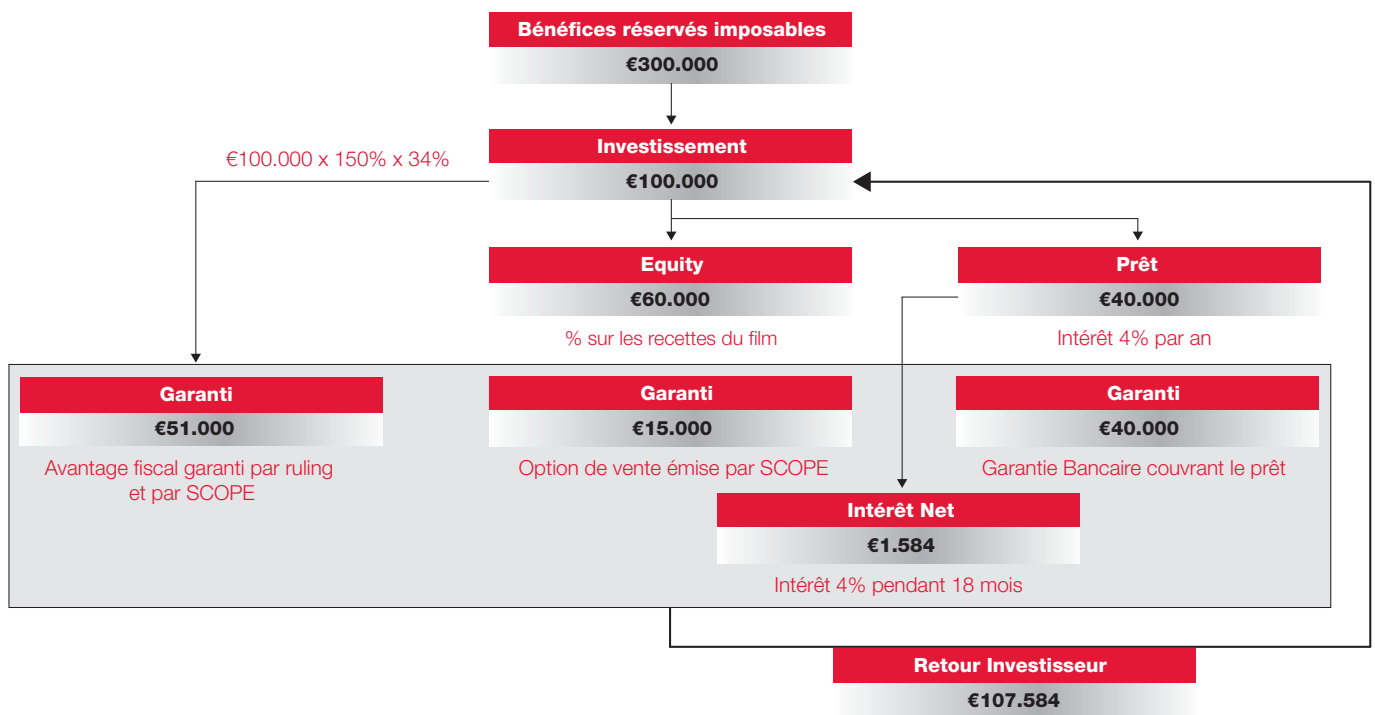 Bénéfices réservés imposables
€300.000
€100.000 x 150% x 34%
Investissement
€100.000
Equity
€60.000
% sur les recettes du film
Prêt
€40.000
Intérêt 4% par an
Garanti
€51.000
Avantage fiscal garanti par ruling
et par SCOPE
Garanti
€15.000
Option de vente émise par SCOPE
Garanti
€40.000
Garantie Bancaire couvrant le prêt
Intérêt Net
€1.584
Intérêt 4% pendant 18 mois
Retour Investisseur
€107.584